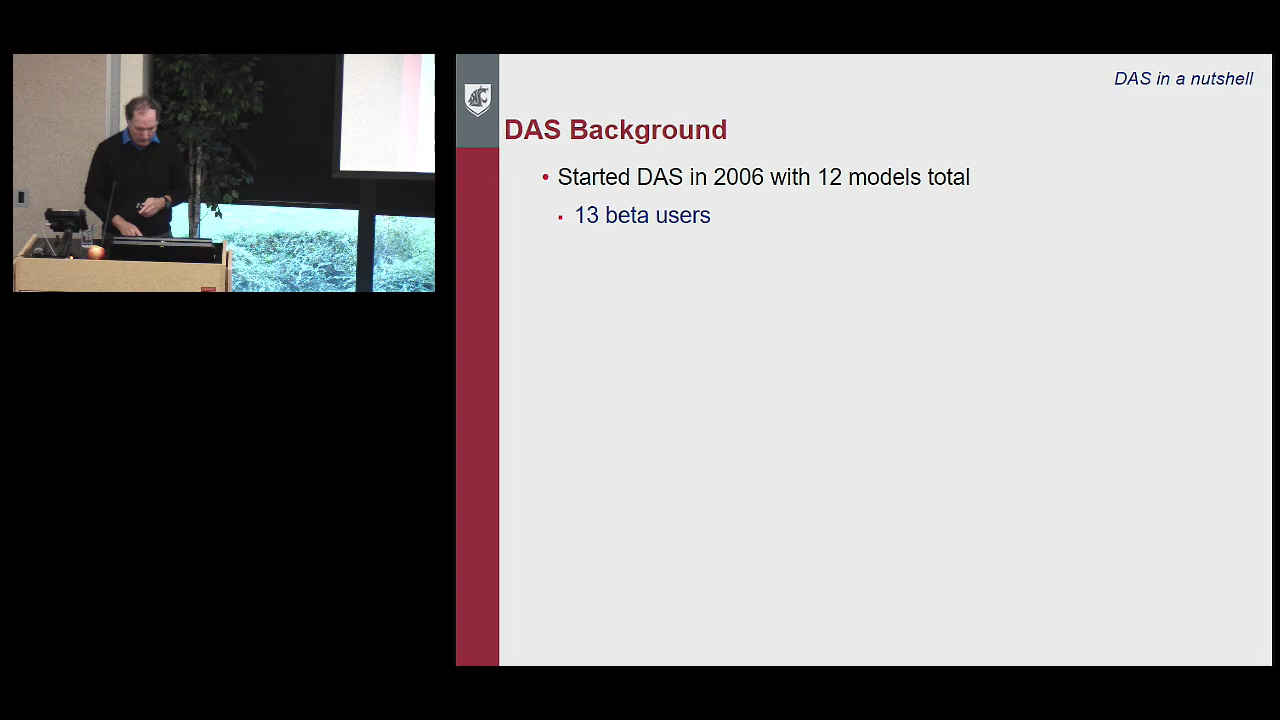 DAS in a nutshell
DAS Background
• Started DAS in 2006 with 12 models total
▪ 13 beta users